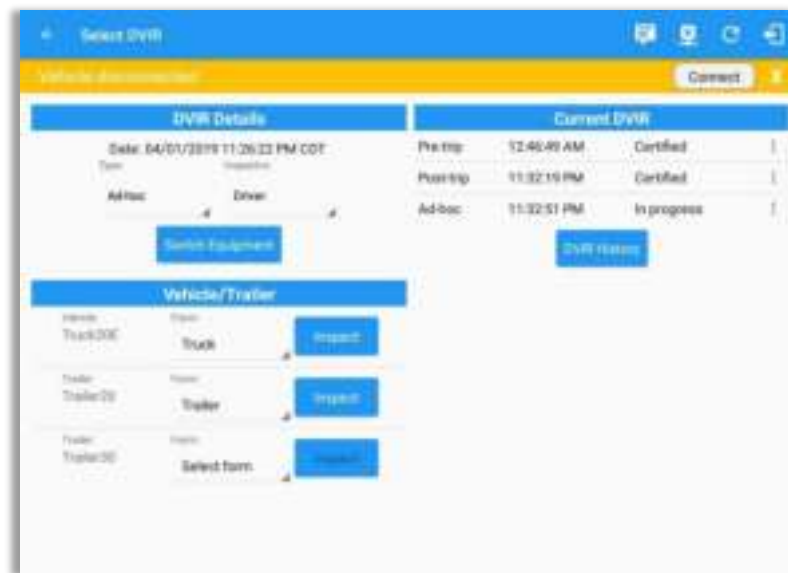 Select DVIR
Vehicle disconnected
Connect
X
DVIR Details
Date: 04/01/2019 11:26:22 PM CDT
Type
Inspector
Ad-hoc
Driver
Switch Equipment
Vehicle/Trailer
Vehicle
Form
Truck
Inspect
Trailer
Form
Trailer
Inspect
Trailer
Form
Select form
Inspect
Current DVIR
Pre-trip 12:46:49 AM Certified
Post-trip 11:32:19 PM Certified
Ad-hoc 11:32:51 PM In progress
DVIR History